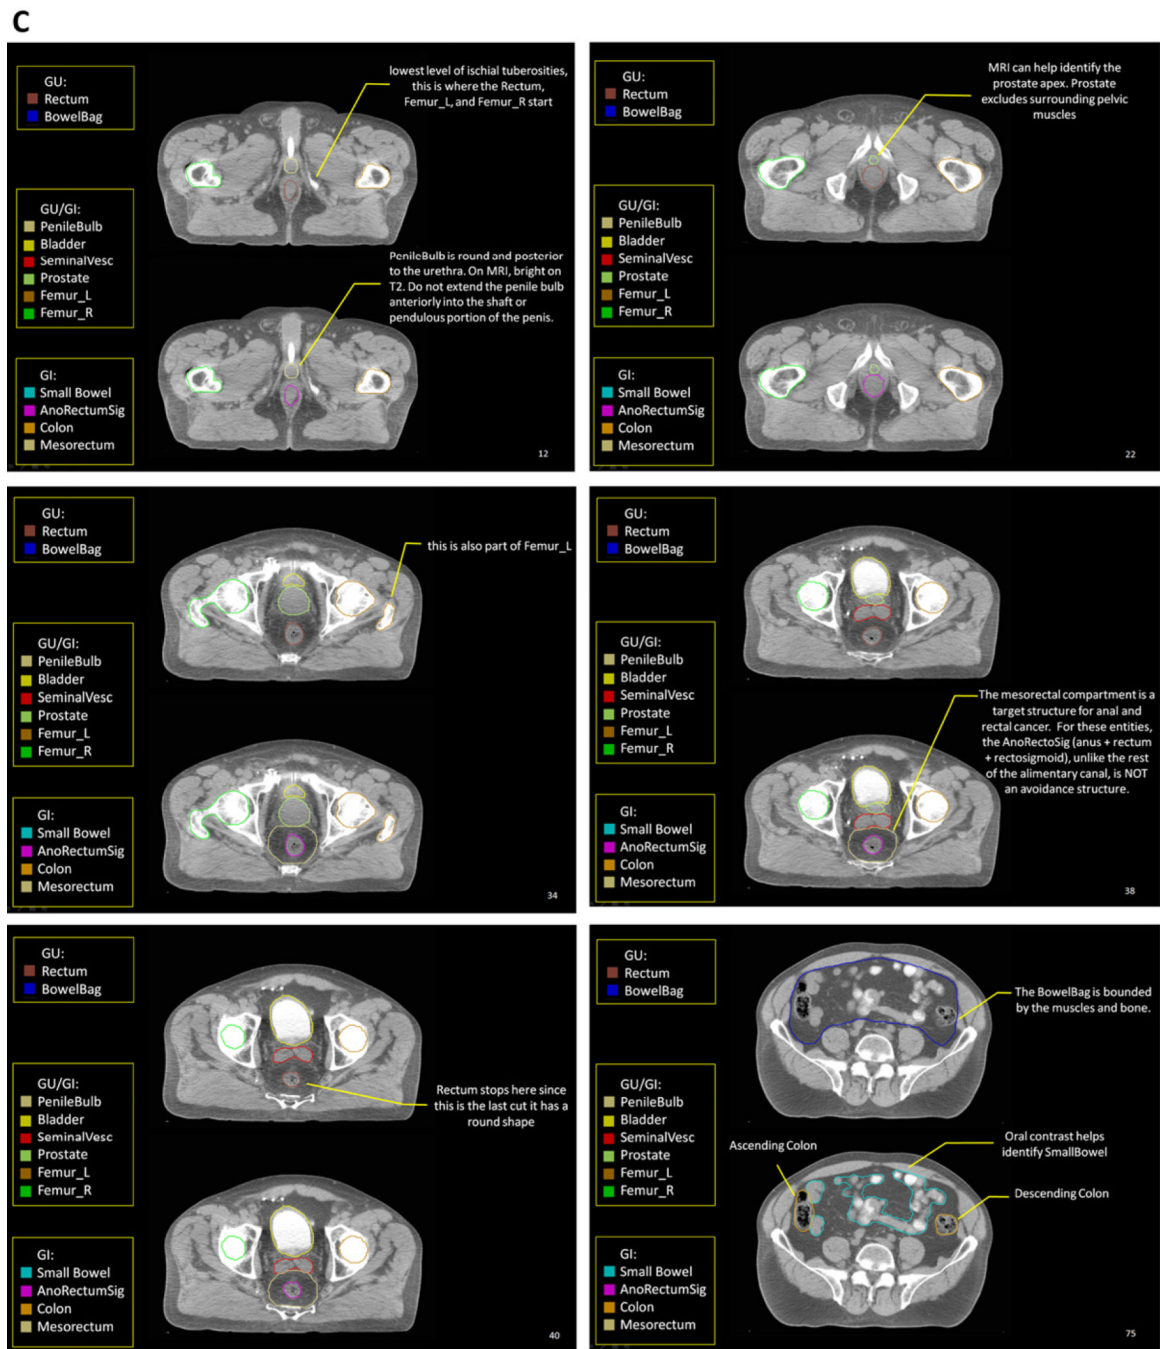 C
GU:
Rectum
BowelBag
GU/GI:
PenileBulb
Bladder
SeminalVesc
Prostate
Femur_L
Femur_R
GI:
Small Bowel
AnoRectumSig
Colon
Mesorectum
lowest level of ischial tuberosities,
this is where the Rectum,
Femur_L, and Femur_R start
PenileBulb is round and posterior
to the urethra. On MRI, bright on
T2. Do not extend the penile bulb
anteriorly into the shaft or
pendulous portion of the penis.
12
GU:
Rectum
BowelBag
GU/GI:
PenileBulb
Bladder
SeminalVesc
Prostate
Femur_L
Femur_R
GI:
Small Bowel
AnoRectumSig
Colon
Mesorectum
MRI can help identify the
prostate apex. Prostate
excludes surrounding pelvic
muscles
22
GU:
Rectum
BowelBag
GU/GI:
PenileBulb
Bladder
SeminalVesc
Prostate
Femur_L
Femur_R
GI:
Small Bowel
AnoRectumSig
Colon
Mesorectum
this is also part of Femur_L
34
GU:
Rectum
BowelBag
GU/GI:
PenileBulb
Bladder
SeminalVesc
Prostate
Femur_L
Femur_R
GI:
Small Bowel
AnoRectumSig
Colon
Mesorectum
The mesorectal compartment is a
target structure for anal and
rectal cancer. For these entities,
the AnoRectoSig (anus + rectum
+ rectosigmoid), unlike the rest
of the alimentary canal, is NOT
an avoidance structure.
38
GU:
Rectum
BowelBag
GU/GI:
PenileBulb
Bladder
SeminalVesc
Prostate
Femur_L
Femur_R
GI:
Small Bowel
AnoRectumSig
Colon
Mesorectum
Rectum stops here since
this is the last cut it has a
round shape
40
GU:
Rectum
BowelBag
GU/GI:
PenileBulb
Bladder
SeminalVesc
Prostate
Femur_L
Femur_R
GI:
Small Bowel
AnoRectumSig
Colon
Mesorectum
The BowelBag is bounded
by the muscles and bone.
Ascending Colon
Oral contrast helps
identify SmallBowel
Descending Colon
75